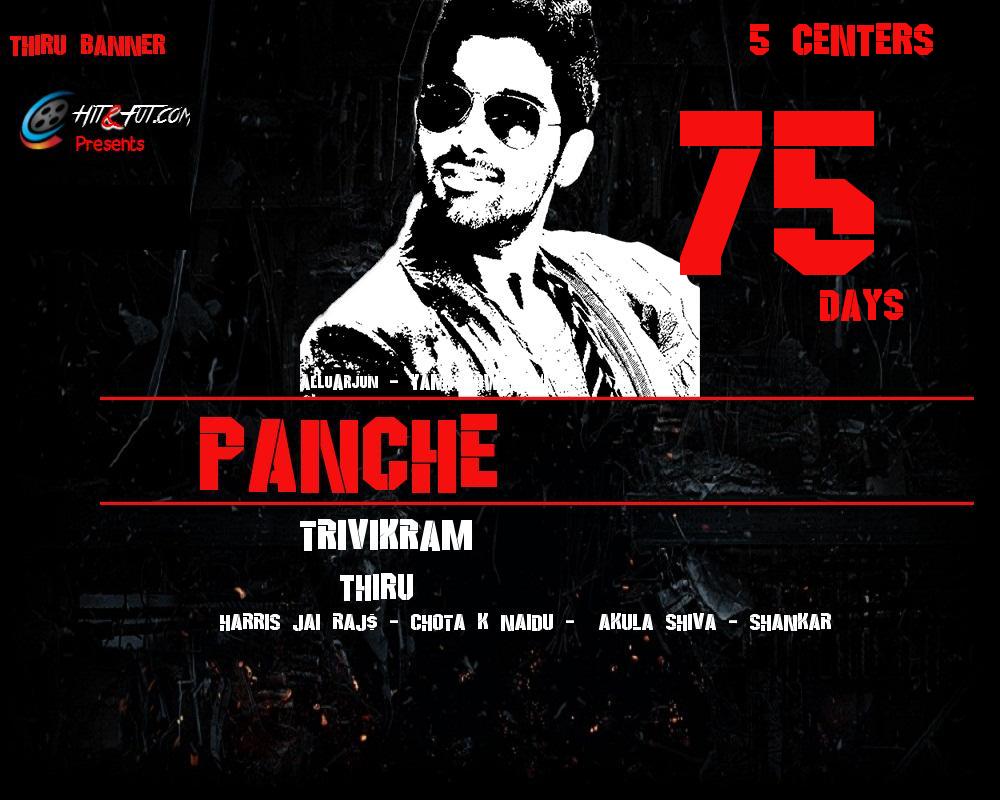 THIRU BANNER
5 CENTERS
HIT&FUT.COM
Presents
75
DAYS
ALLUARJUN -
PANCHE
TRIVIKRAM
THIRU
HARRIS JAI RAJS - CHOTA K NAIDU - AKULA SHIVA - SHANKAR